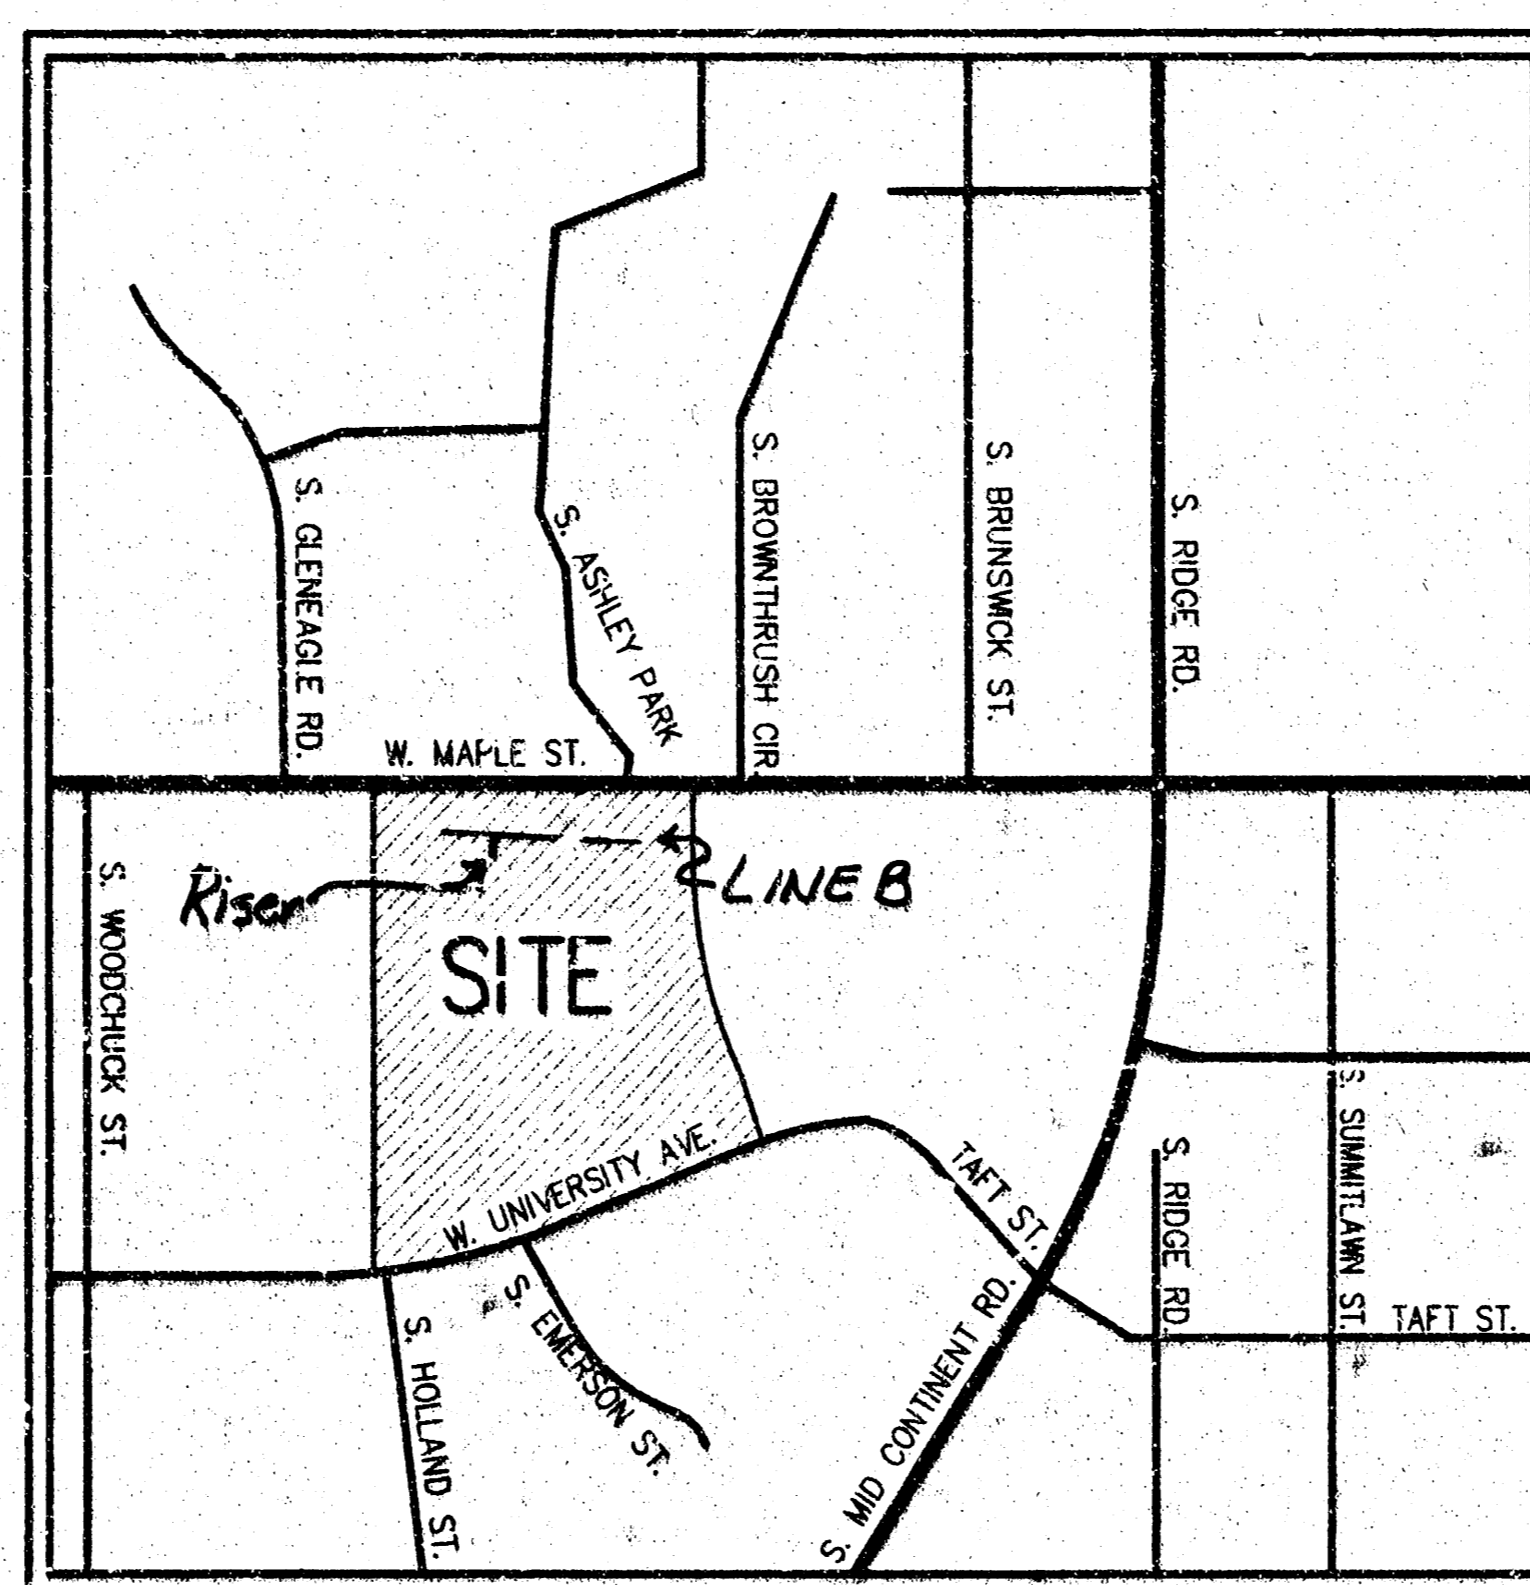 S. GLENEAGLE RD.
S. ASHLEY PARK
S. BROWNTHRUSH CIR.
S. BRUNSWICK ST.
S. RIDGE RD.
W. MAPLE ST.
S. WOODCHUCK ST.
Riser
LINE B
SITE
W. UNIVERSITY AVE.
TAFT ST.
S. RIDGE RD.
S. SUMMITLAWN ST.
TAFT ST.
S. EMERSON ST.
S. HOLLAND ST.
S. MID CONTINENT RD.